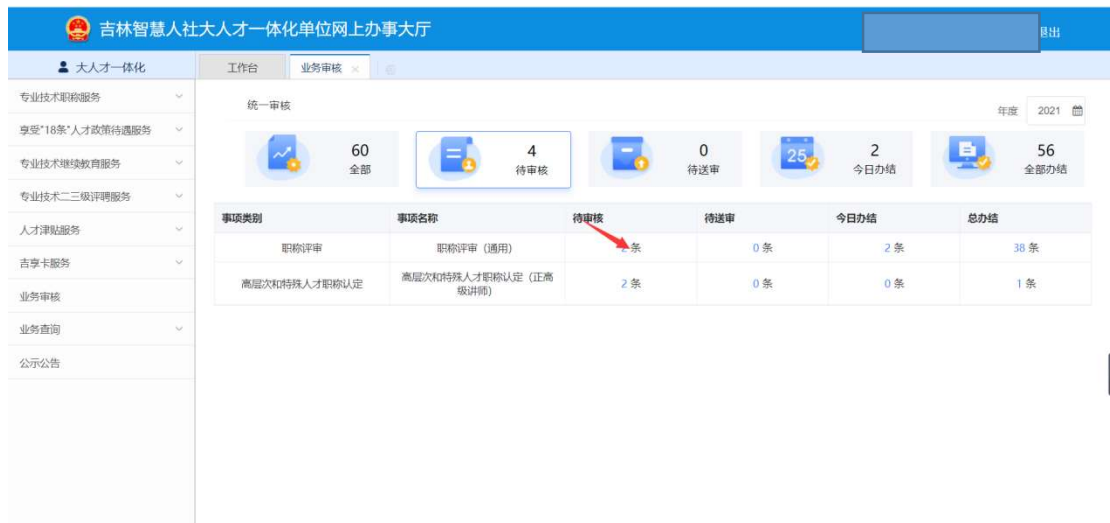 吉林智慧人社大人才一体化单位网上办事大厅
退出
大人才一体化
工作台
业务审核
专业技术职称服务
享受"18条"人才政策待遇服务
专业技术继续教育服务
专业技术二三级评聘服务
人才津贴服务
吉享卡服务
业务审核
业务查询
公示公告
统一审核
年度 2021
60
全部
4
待审核
0
待送审
25
2
今日办结
56
全部办结
事项类别 事项名称 待审核 待送审 今日办结 总办结
职称评审 职称评审（通用） 2 条 0 条 2 条 38 条
高层次和特殊人才职称认定 高层次和特殊人才职称认定（正高
级讲师） 2 条 0 条 0 条 1 条